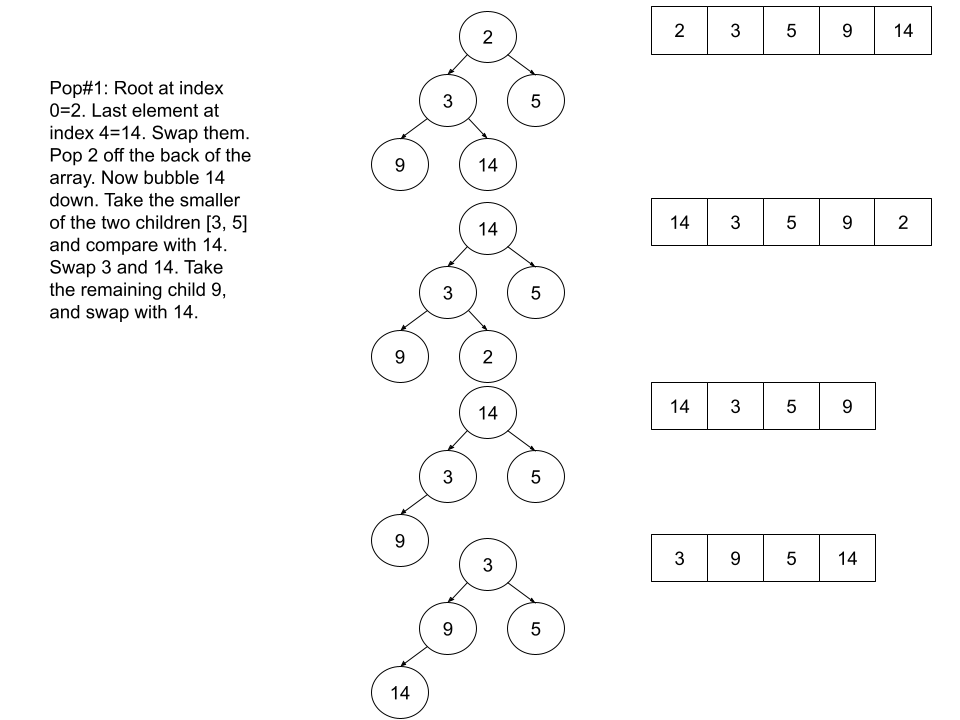 Pop#1: Root at index
0=2. Last element at
index 4=14. Swap them.
Pop 2 off the back of the
array. Now bubble 14
down. Take the smaller
of the two children [3, 5]
and compare with 14.
Swap 3 and 14. Take
the remaining child 9,
and swap with 14.
2
3 5
9 14
2 3 5 9 14
14
3 5
9 2
14 3 5 9 2
14
3 5
9
14 3 5 9
3
9 5
14
3 9 5 14